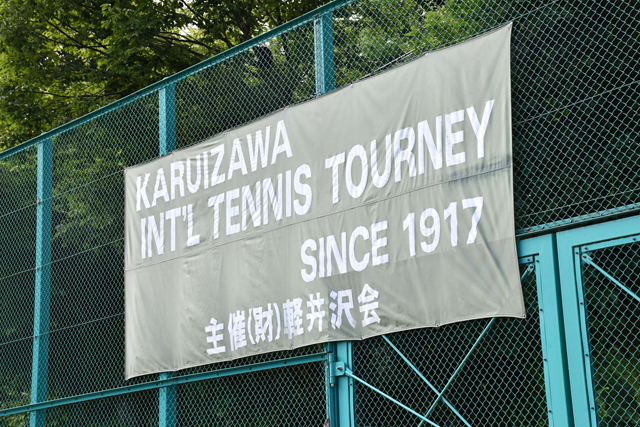 KARUIZAWA
INT'L TENNIS TOURNEY
SINCE 1917
主催(財)軽井沢会